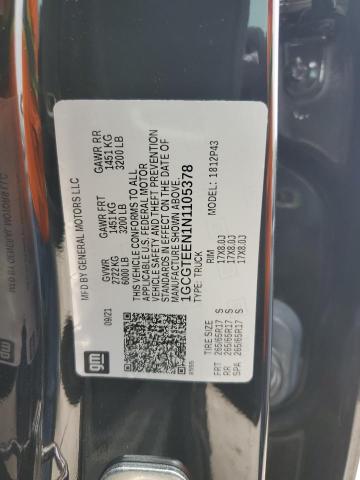 MFD BY GENERAL MOTORS LLC
09/21
GVWR
2722 KG
6000 LB
GAWR FRT
1451 KG
3200 LB
GAWR RR
1451 KG
3200 LB
THIS VEHICLE CONFORMS TO ALL
APPLICABLE U.S. FEDERAL MOTOR
VEHICLE SAFETY AND THEFT PREVENTION
STANDARDS IN EFFECT ON THE DATE OF
MANUFACTURE SHOWN ABOVE.
1GCGTEEN1N1105378
TYPE: TRUCK
MODEL: 1812P43
gm
TIRE SIZE RIM
FRT 265/65R17 S 17X8.0J
RR 265/65R17 S 17X8.0J
SPA 265/65R17 S 17X8.0J